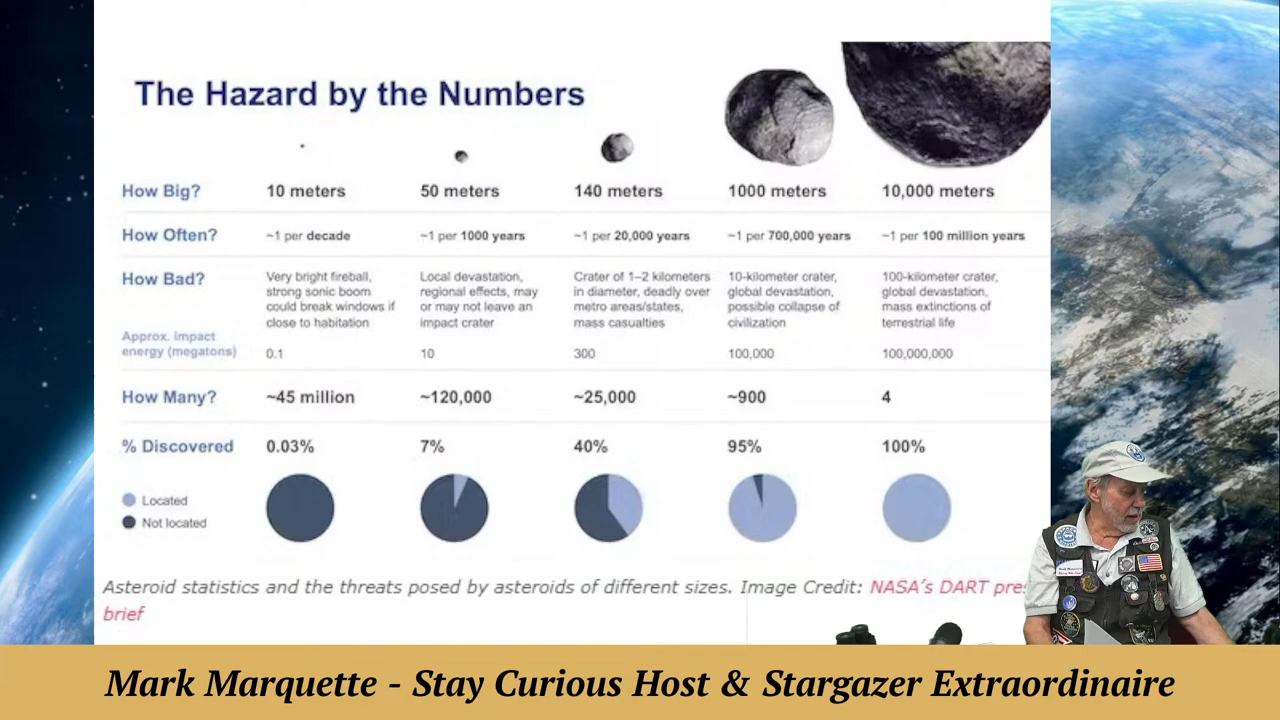 The Hazard by the Numbers
How Big? 10 meters 50 meters 140 meters 1000 meters 10,000 meters
How Often? ~1 per decade ~1 per 1000 years ~1 per 20,000 years ~1 per 700,000 years ~1 per 100 million years
How Bad? Very bright fireball, Local devastation, Crater of 1–2 kilometers 10-kilometer crater, 100-kilometer crater,
strong sonic boom regional effects, may in diameter, deadly over global devastation, global devastation,
could break windows if or may not leave an metro areas/states, possible collapse of mass extinctions of
close to habitation impact crater mass casualties civilization terrestrial life
Approx. impact
energy (megatons) 0.1 10 300 100,000 100,000,000
How Many? ~45 million ~120,000 ~25,000 ~900 4
% Discovered 0.03% 7% 40% 95% 100%
Located
Not located
Asteroid statistics and the threats posed by asteroids of different sizes. Image Credit: NASA's DART pres
brief
Mark Marquette - Stay Curious Host & Stargazer Extraordinaire